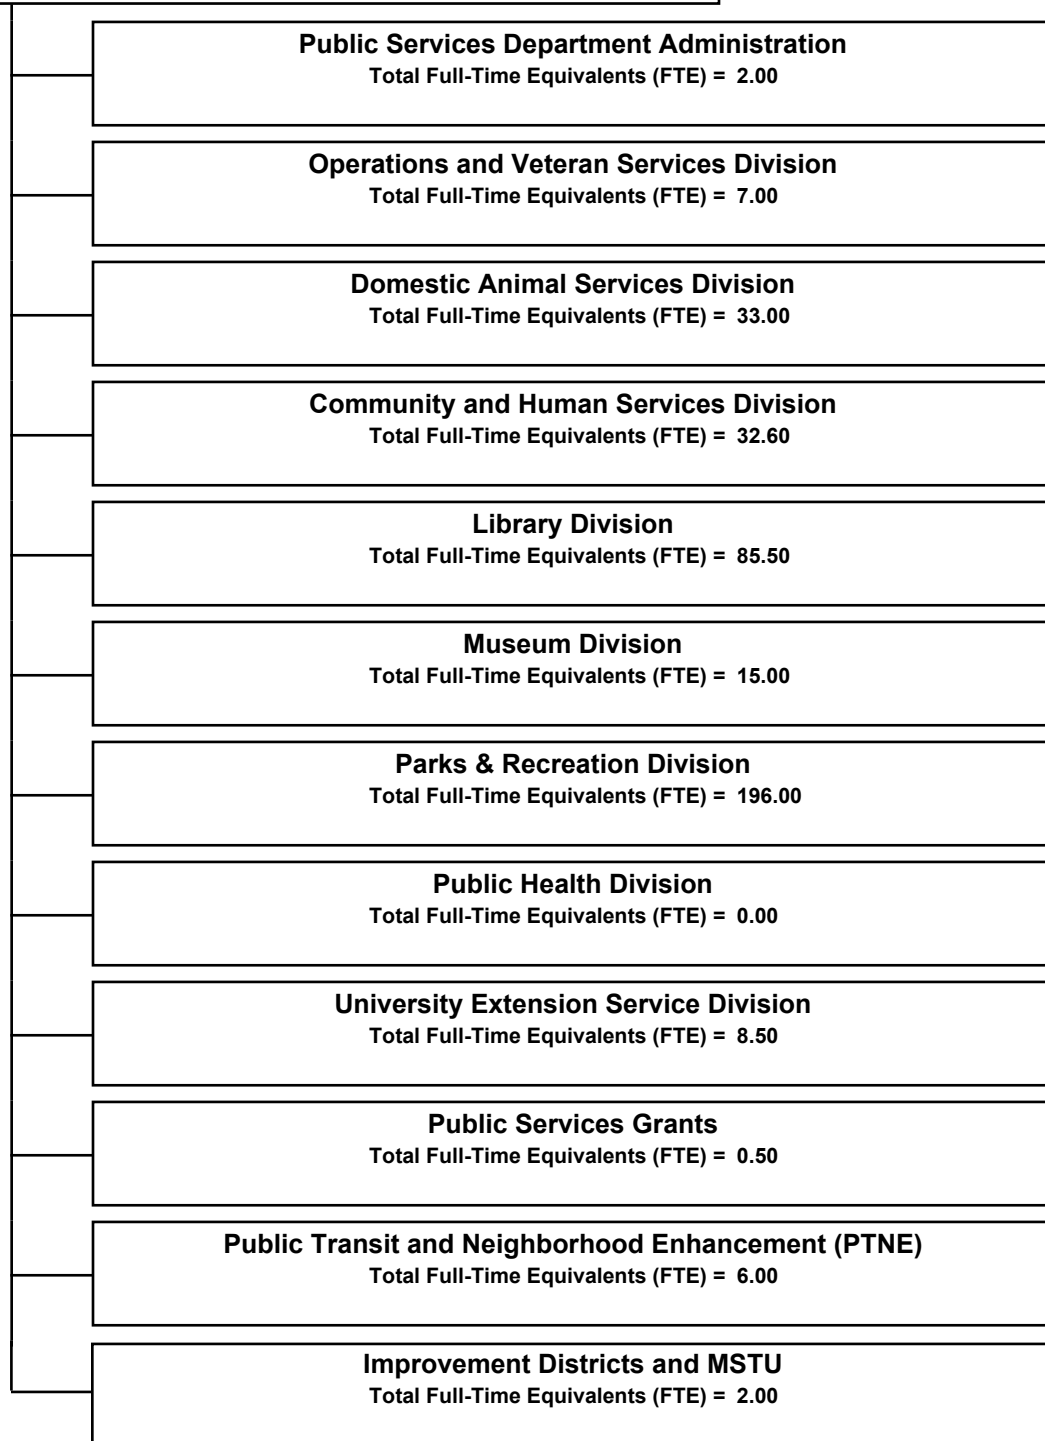 Public Services Department Administration
Total Full-Time Equivalents (FTE) = 2.00
Operations and Veteran Services Division
Total Full-Time Equivalents (FTE) = 7.00
Domestic Animal Services Division
Total Full-Time Equivalents (FTE) = 33.00
Community and Human Services Division
Total Full-Time Equivalents (FTE) = 32.60
Library Division
Total Full-Time Equivalents (FTE) = 85.50
Museum Division
Total Full-Time Equivalents (FTE) = 15.00
Parks & Recreation Division
Total Full-Time Equivalents (FTE) = 196.00
Public Health Division
Total Full-Time Equivalents (FTE) = 0.00
University Extension Service Division
Total Full-Time Equivalents (FTE) = 8.50
Public Services Grants
Total Full-Time Equivalents (FTE) = 0.50
Public Transit and Neighborhood Enhancement (PTNE)
Total Full-Time Equivalents (FTE) = 6.00
Improvement Districts and MSTU
Total Full-Time Equivalents (FTE) = 2.00